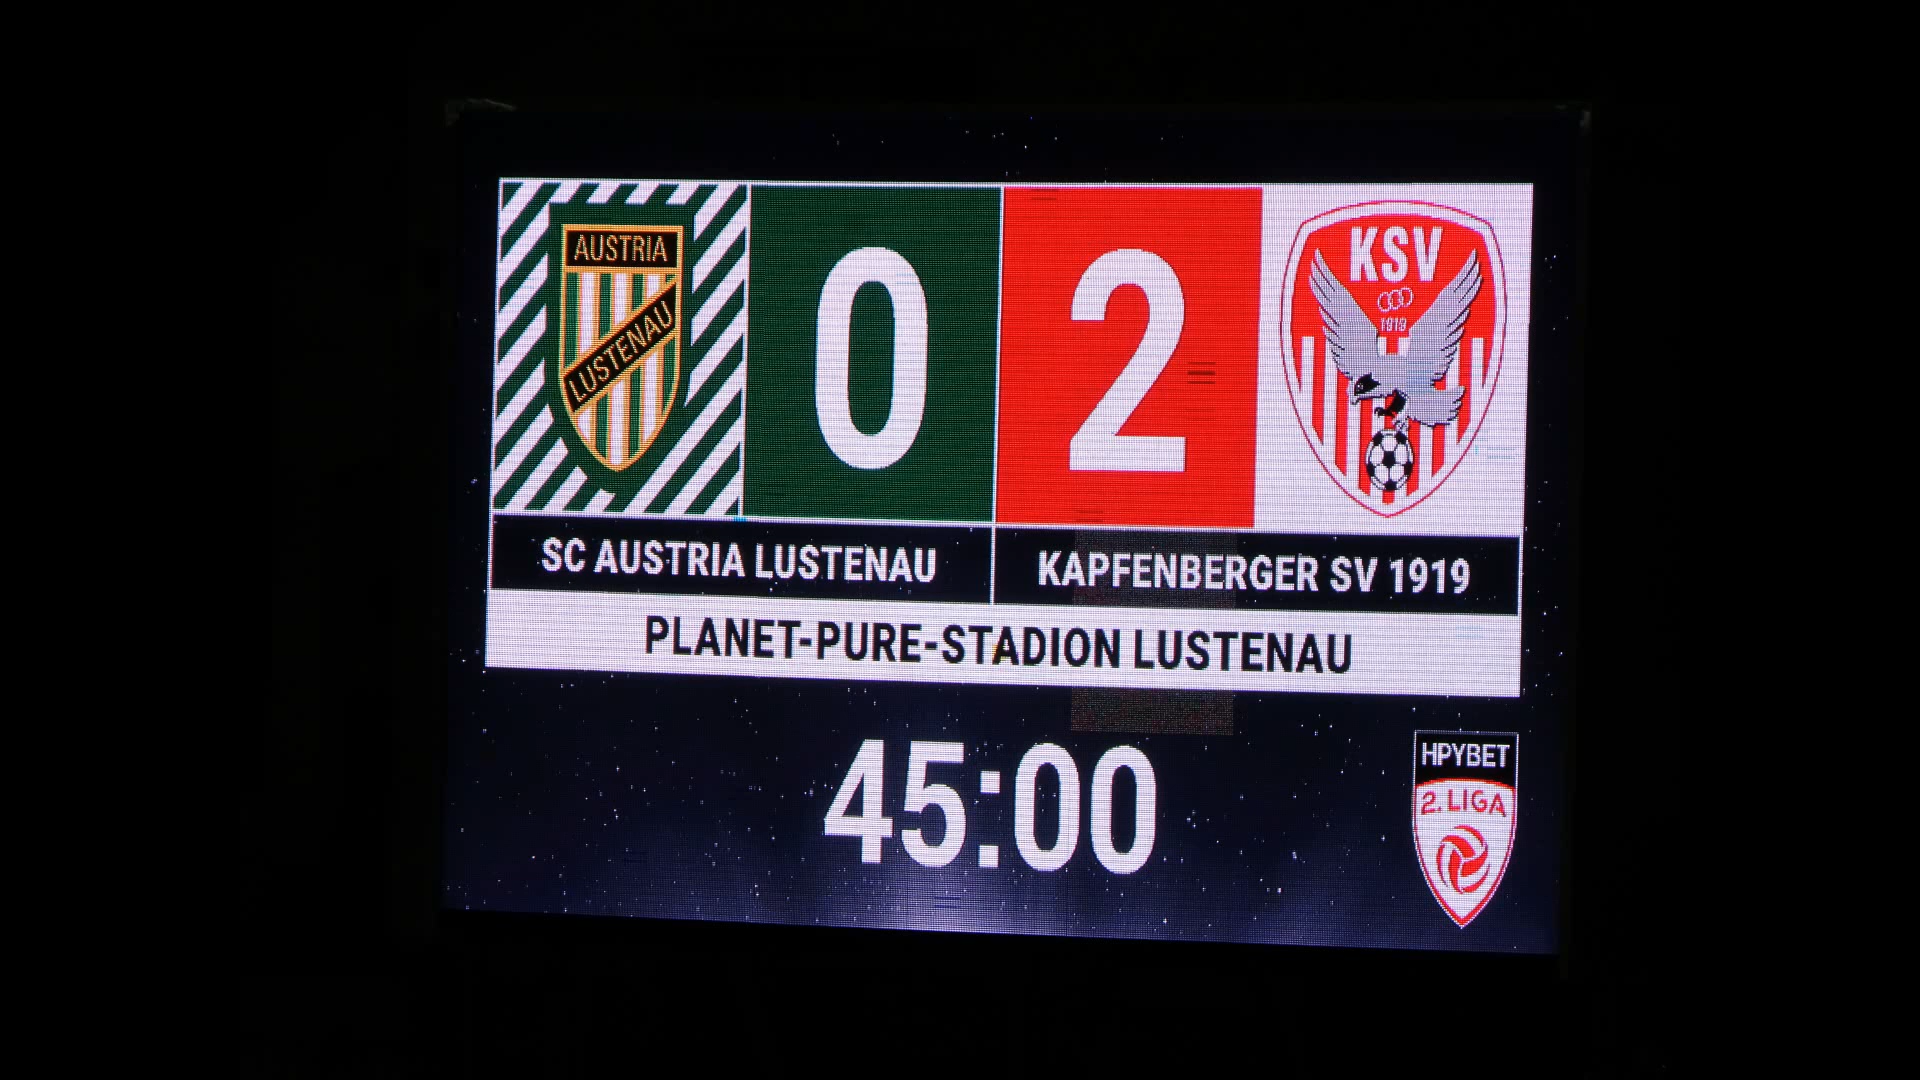 AUSTRIA
LUSTENAU
0
2
KSV
1919
SC AUSTRIA LUSTENAU
KAPFENBERGER SV 1919
PLANET-PURE-STADION LUSTENAU
45:00
HPYBET
2. LIGA